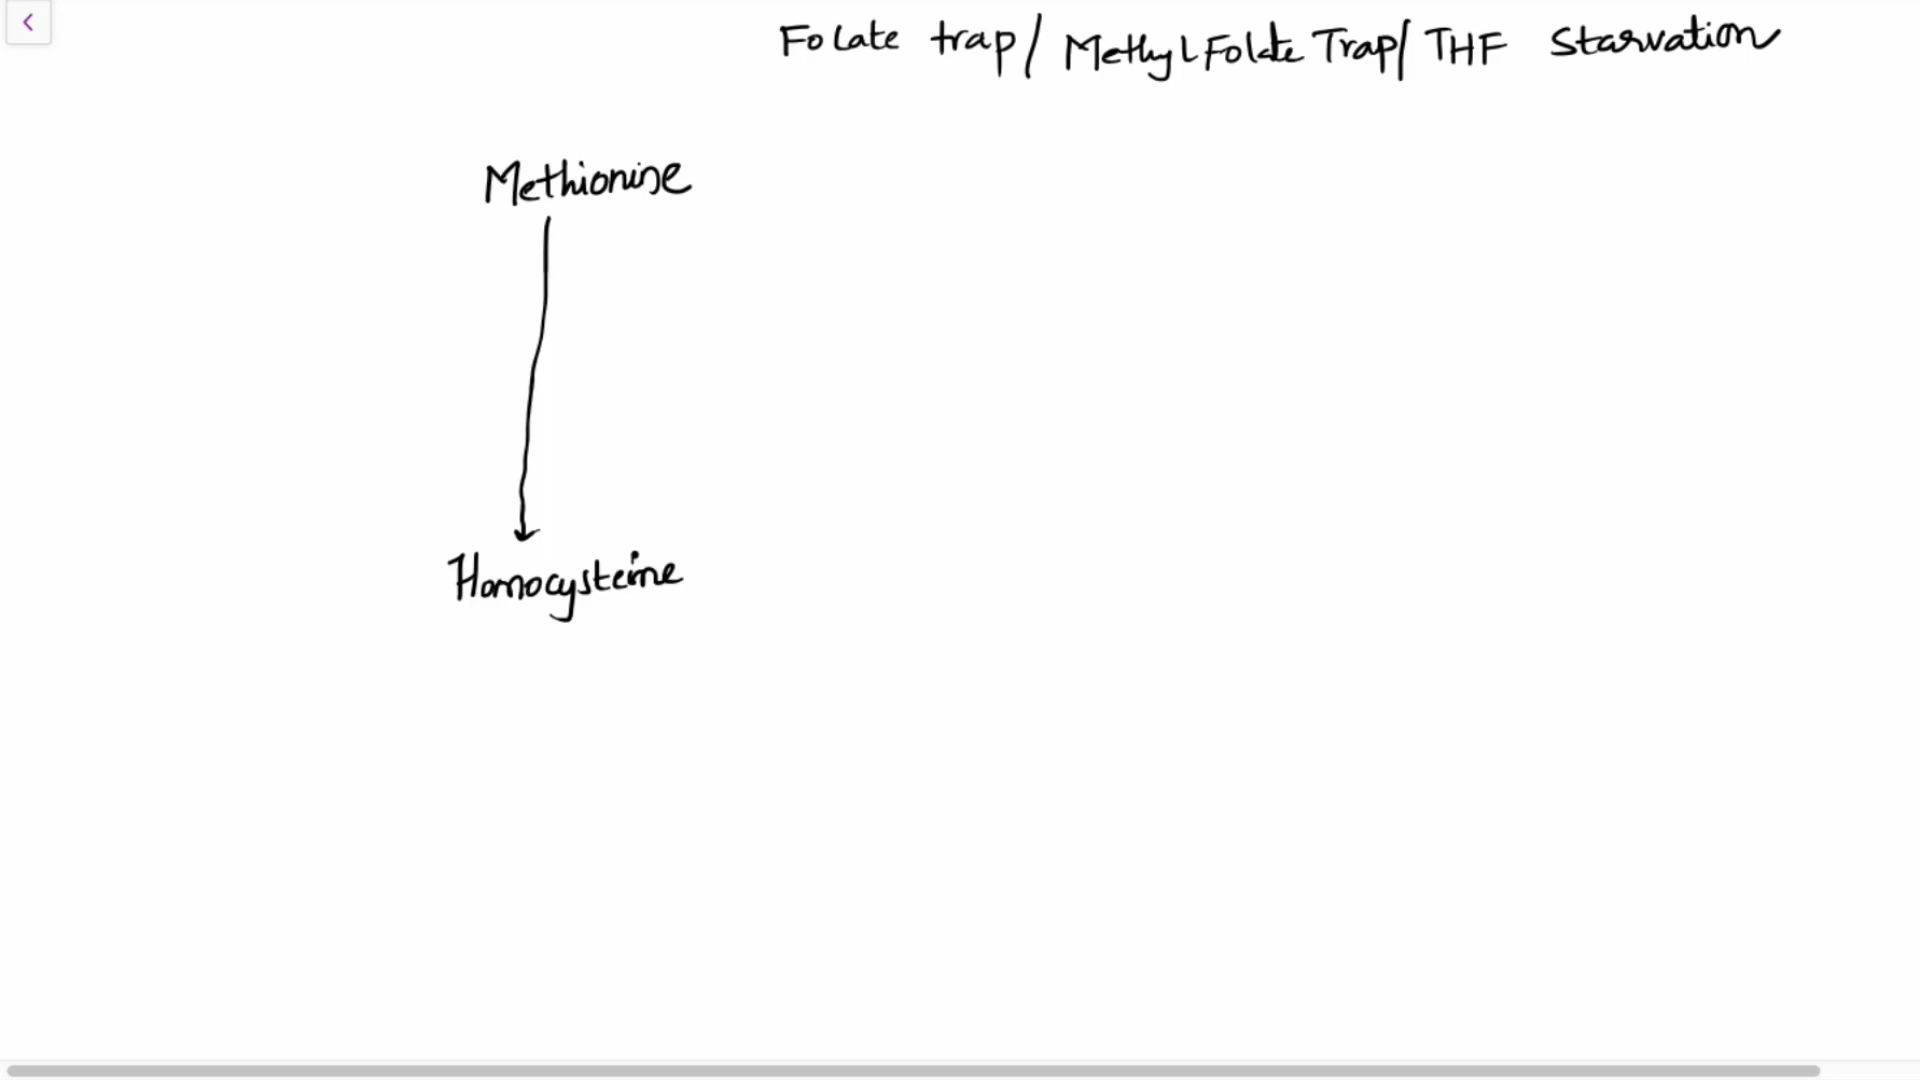 Folate trap/ Methyl Folate Trap/ THF Starvation
Methionine
Homocysteine